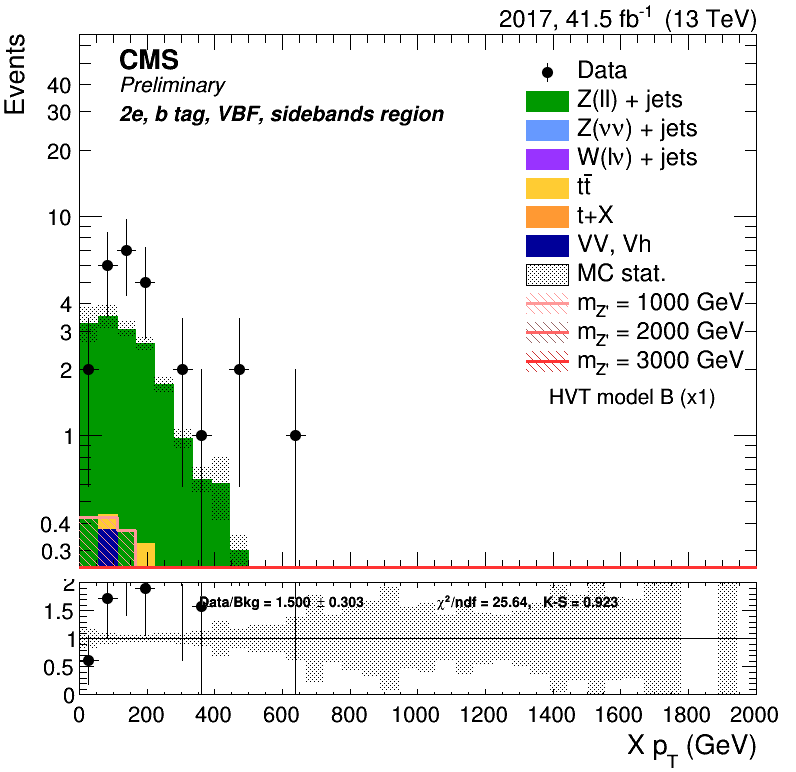 2017, 41.5 fb⁻¹ (13 TeV)
Events
CMS
Preliminary
2e, b tag, VBF, sidebands region
Data
Z(ll) + jets
Z(νν) + jets
W(lν) + jets
tt̄
t+X
VV, Vh
MC stat.
m_Z' = 1000 GeV
m_Z' = 2000 GeV
m_Z' = 3000 GeV
HVT model B (x1)
40
30
20
10
4
3
2
1
0.4
0.3
2
1.5
1
0.5
0
Data/Bkg = 1.500 ± 0.303
χ²/ndf = 25.64, K-S = 0.923
0 200 400 600 800 1000 1200 1400 1600 1800 2000
X p_T (GeV)